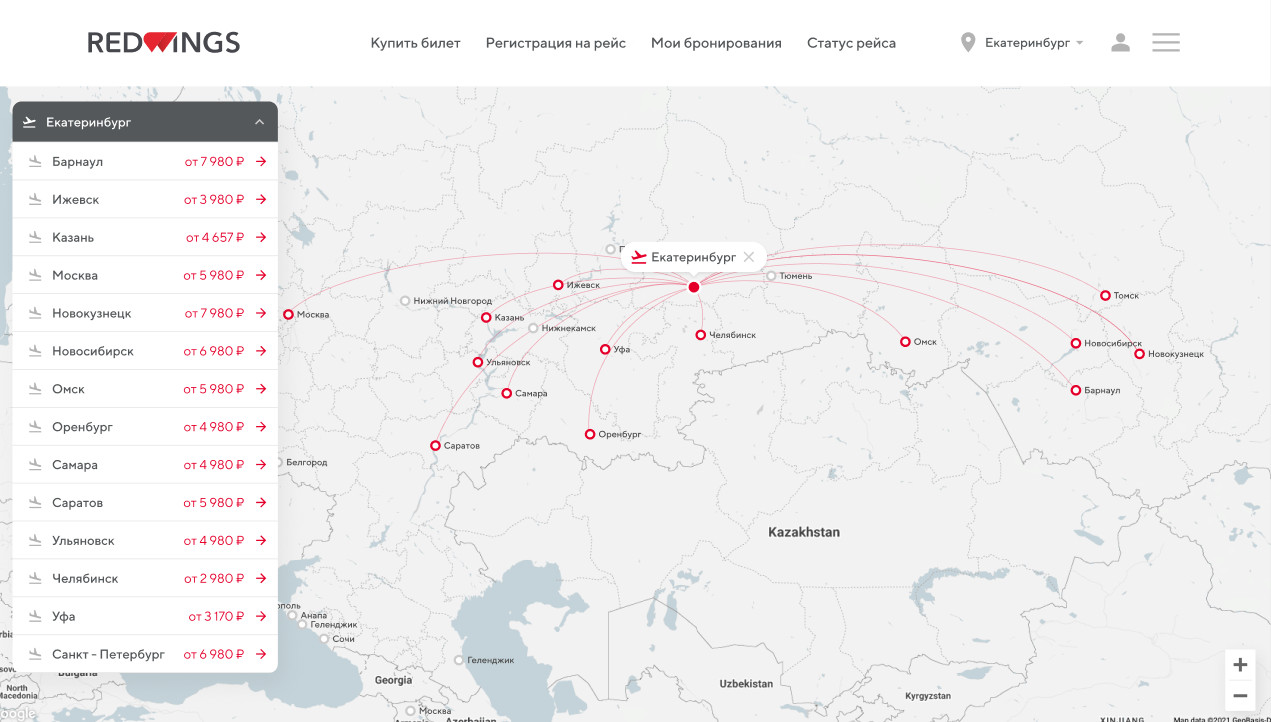 REDWINGS
Купить билет
Регистрация на рейс
Мои бронирования
Статус рейса
Екатеринбург
Екатеринбург
Барнаул от 7 980 ₽
Ижевск от 3 980 ₽
Казань от 4 657 ₽
Москва от 5 980 ₽
Новокузнецк от 7 980 ₽
Новосибирск от 6 980 ₽
Омск от 5 980 ₽
Оренбург от 4 980 ₽
Самара от 4 980 ₽
Саратов от 5 980 ₽
Ульяновск от 4 980 ₽
Челябинск от 2 980 ₽
Уфа от 3 170 ₽
Санкт - Петербург от 6 980 ₽
Екатеринбург
Тюмень
Ижевск
Томск
Нижний Новгород
Москва
Казань
Нижнекамск
Челябинск
Омск
Новосибирск
Уфа
Новокузнецк
Ульяновск
Барнаул
Самара
Оренбург
Саратов
Белгород
Kazakhstan
Анапа
Геленджик
Сочи
Геленджик
Georgia
Uzbekistan
North
Macedonia
Kyrgyzstan
Москва
Azerbaijan
XINJIANG
Map data ©2021